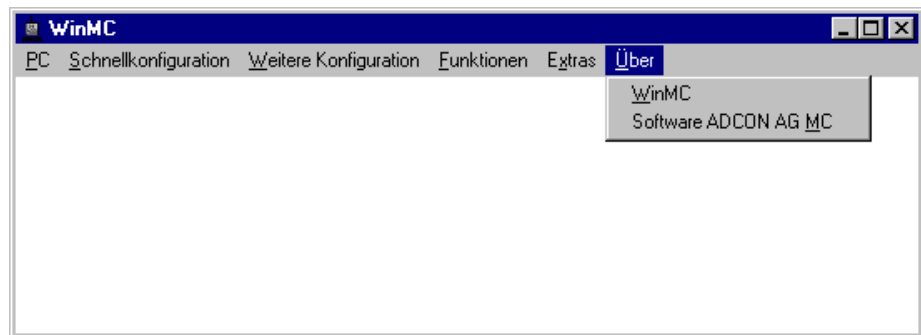 WinMC
PC Schnellkonfiguration Weitere Konfiguration Funktionen Extras Über
WinMC
Software ADCON AG MC